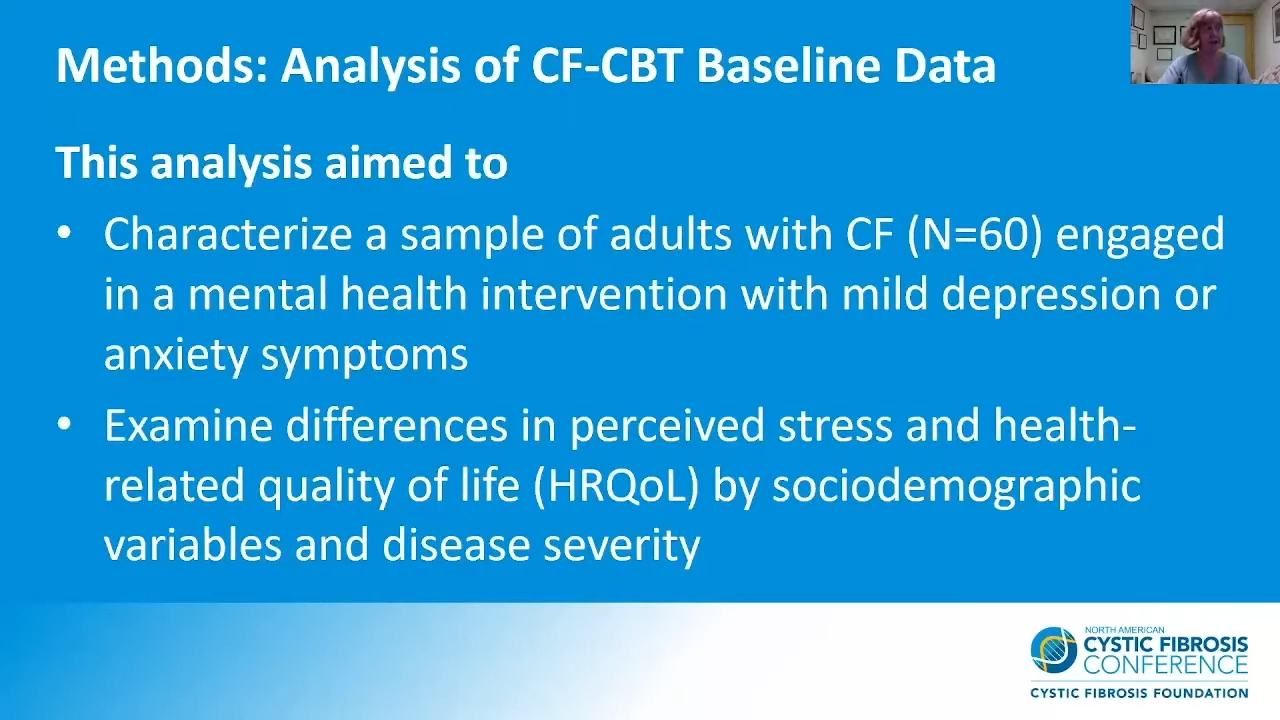 Methods: Analysis of CF-CBT Baseline Data
This analysis aimed to
• Characterize a sample of adults with CF (N=60) engaged
in a mental health intervention with mild depression or
anxiety symptoms
• Examine differences in perceived stress and health-
related quality of life (HRQoL) by sociodemographic
variables and disease severity
NORTH AMERICAN
CYSTIC FIBROSIS
CONFERENCE
CYSTIC FIBROSIS FOUNDATION